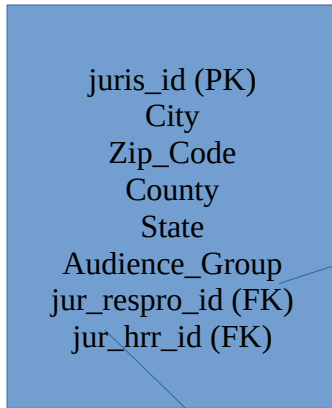 juris_id (PK)
City
Zip_Code
County
State
Audience_Group
jur_respro_id (FK)
jur_hrr_id (FK)